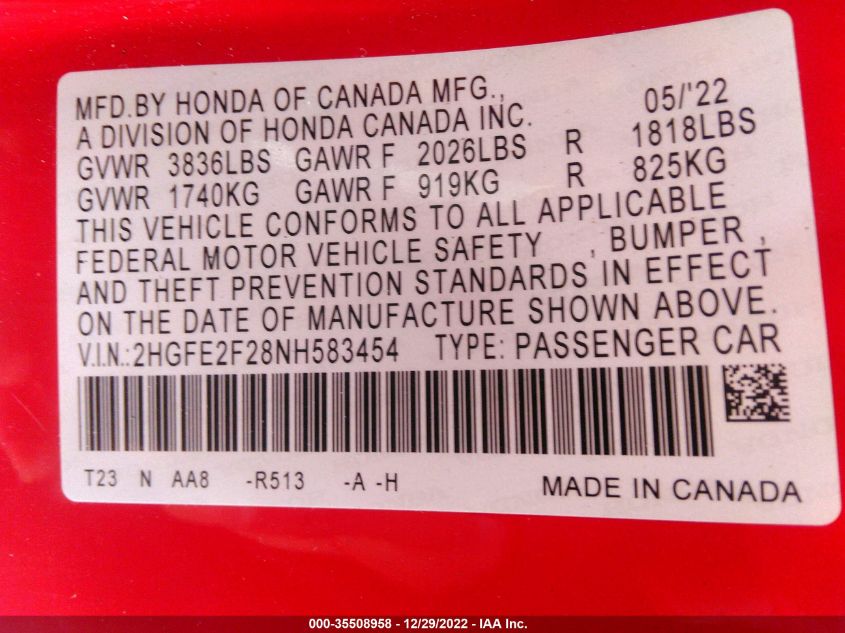 MFD.BY HONDA OF CANADA MFG., 05/'22
A DIVISION OF HONDA CANADA INC.
GVWR 3836LBS GAWR F 2026LBS R 1818LBS
GVWR 1740KG GAWR F 919KG R 825KG
THIS VEHICLE CONFORMS TO ALL APPLICABLE
FEDERAL MOTOR VEHICLE SAFETY , BUMPER ,
AND THEFT PREVENTION STANDARDS IN EFFECT
ON THE DATE OF MANUFACTURE SHOWN ABOVE.
V.I.N.:2HGFE2F28NH583454 TYPE: PASSENGER CAR
T23 N AA8 -R513 -A -H
MADE IN CANADA
000-35508958 - 12/29/2022 - IAA Inc.